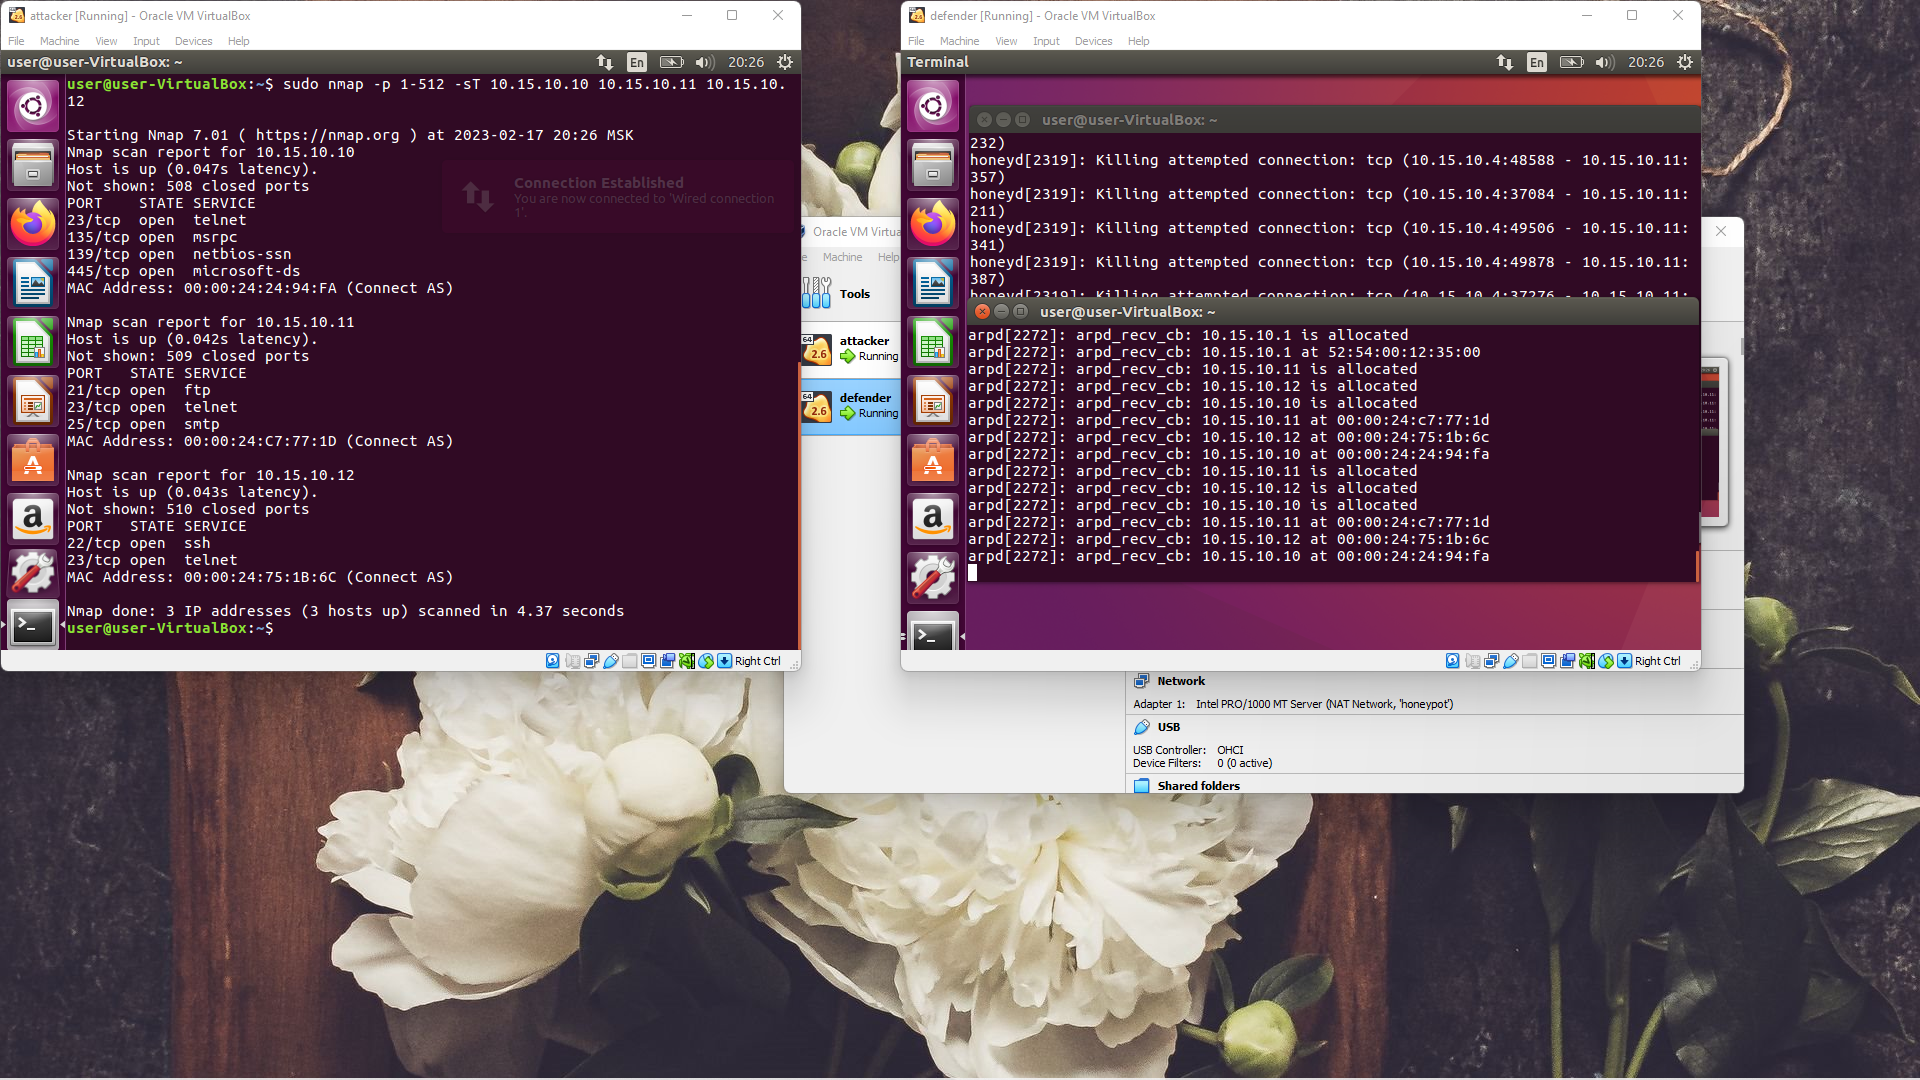 attacker [Running] - Oracle VM VirtualBox
File Machine View Input Devices Help
user@user-VirtualBox: ~
En
20:26
user@user-VirtualBox:~$ sudo nmap -p 1-512 -sT 10.15.10.10 10.15.10.11 10.15.10.
12
Starting Nmap 7.01 ( https://nmap.org ) at 2023-02-17 20:26 MSK
Nmap scan report for 10.15.10.10
Host is up (0.047s latency).
Not shown: 508 closed ports
PORT    STATE SERVICE
23/tcp  open  telnet
135/tcp open  msrpc
139/tcp open  netbios-ssn
445/tcp open  microsoft-ds
MAC Address: 00:00:24:24:94:FA (Connect AS)
Nmap scan report for 10.15.10.11
Host is up (0.042s latency).
Not shown: 509 closed ports
PORT   STATE SERVICE
21/tcp open  ftp
23/tcp open  telnet
25/tcp open  smtp
MAC Address: 00:00:24:C7:77:1D (Connect AS)
Nmap scan report for 10.15.10.12
Host is up (0.043s latency).
Not shown: 510 closed ports
PORT   STATE SERVICE
22/tcp open  ssh
23/tcp open  telnet
MAC Address: 00:00:24:75:1B:6C (Connect AS)
Nmap done: 3 IP addresses (3 hosts up) scanned in 4.37 seconds
user@user-VirtualBox:~$
Connection Established
You are now connected to 'Wired connection
1'.
Right Ctrl
Oracle VM Virtua
Machine Help
Tools
64
2.6
attacker
Running
64
2.6
defender
Running
defender [Running] - Oracle VM VirtualBox
File Machine View Input Devices Help
Terminal
En
20:26
user@user-VirtualBox: ~
232)
honeyd[2319]: Killing attempted connection: tcp (10.15.10.4:48588 - 10.15.10.11:
357)
honeyd[2319]: Killing attempted connection: tcp (10.15.10.4:37084 - 10.15.10.11:
211)
honeyd[2319]: Killing attempted connection: tcp (10.15.10.4:49506 - 10.15.10.11:
341)
honeyd[2319]: Killing attempted connection: tcp (10.15.10.4:49878 - 10.15.10.11:
387)
honeyd[2319]: Killing attempted connection: tcp (10.15.10.4:37276 - 10.15.10.11:
user@user-VirtualBox: ~
arpd[2272]: arpd_recv_cb: 10.15.10.1 is allocated
arpd[2272]: arpd_recv_cb: 10.15.10.1 at 52:54:00:12:35:00
arpd[2272]: arpd_recv_cb: 10.15.10.11 is allocated
arpd[2272]: arpd_recv_cb: 10.15.10.12 is allocated
arpd[2272]: arpd_recv_cb: 10.15.10.10 is allocated
arpd[2272]: arpd_recv_cb: 10.15.10.11 at 00:00:24:c7:77:1d
arpd[2272]: arpd_recv_cb: 10.15.10.12 at 00:00:24:75:1b:6c
arpd[2272]: arpd_recv_cb: 10.15.10.10 at 00:00:24:24:94:fa
arpd[2272]: arpd_recv_cb: 10.15.10.11 is allocated
arpd[2272]: arpd_recv_cb: 10.15.10.12 is allocated
arpd[2272]: arpd_recv_cb: 10.15.10.10 is allocated
arpd[2272]: arpd_recv_cb: 10.15.10.11 at 00:00:24:c7:77:1d
arpd[2272]: arpd_recv_cb: 10.15.10.12 at 00:00:24:75:1b:6c
arpd[2272]: arpd_recv_cb: 10.15.10.10 at 00:00:24:24:94:fa
Right Ctrl
Network
Adapter 1: Intel PRO/1000 MT Server (NAT Network, 'honeypot')
USB
USB Controller: OHCI
Device Filters: 0 (0 active)
Shared folders